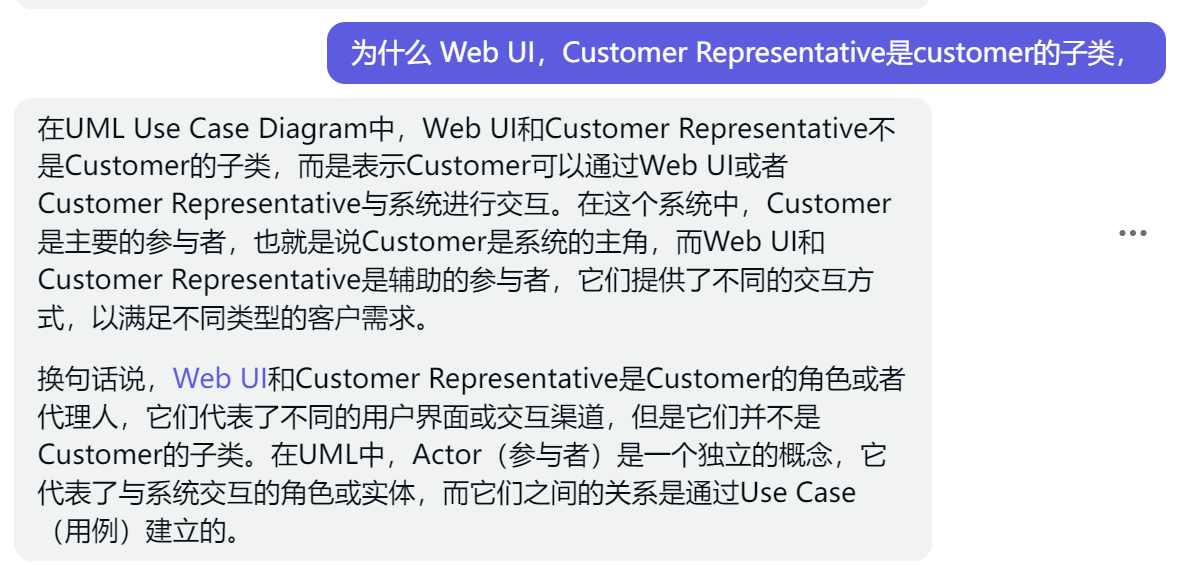 为什么 Web UI，Customer Representative是customer的子类，
在UML Use Case Diagram中，Web UI和Customer Representative不
是Customer的子类，而是表示Customer可以通过Web UI或者
Customer Representative与系统进行交互。在这个系统中，Customer
是主要的参与者，也就是说Customer是系统的主角，而Web UI和
Customer Representative是辅助的参与者，它们提供了不同的交互方
式，以满足不同类型的客户需求。
换句话说，Web UI和Customer Representative是Customer的角色或者
代理人，它们代表了不同的用户界面或交互渠道，但是它们并不是
Customer的子类。在UML中，Actor（参与者）是一个独立的概念，它
代表了与系统交互的角色或实体，而它们之间的关系是通过Use Case
（用例）建立的。